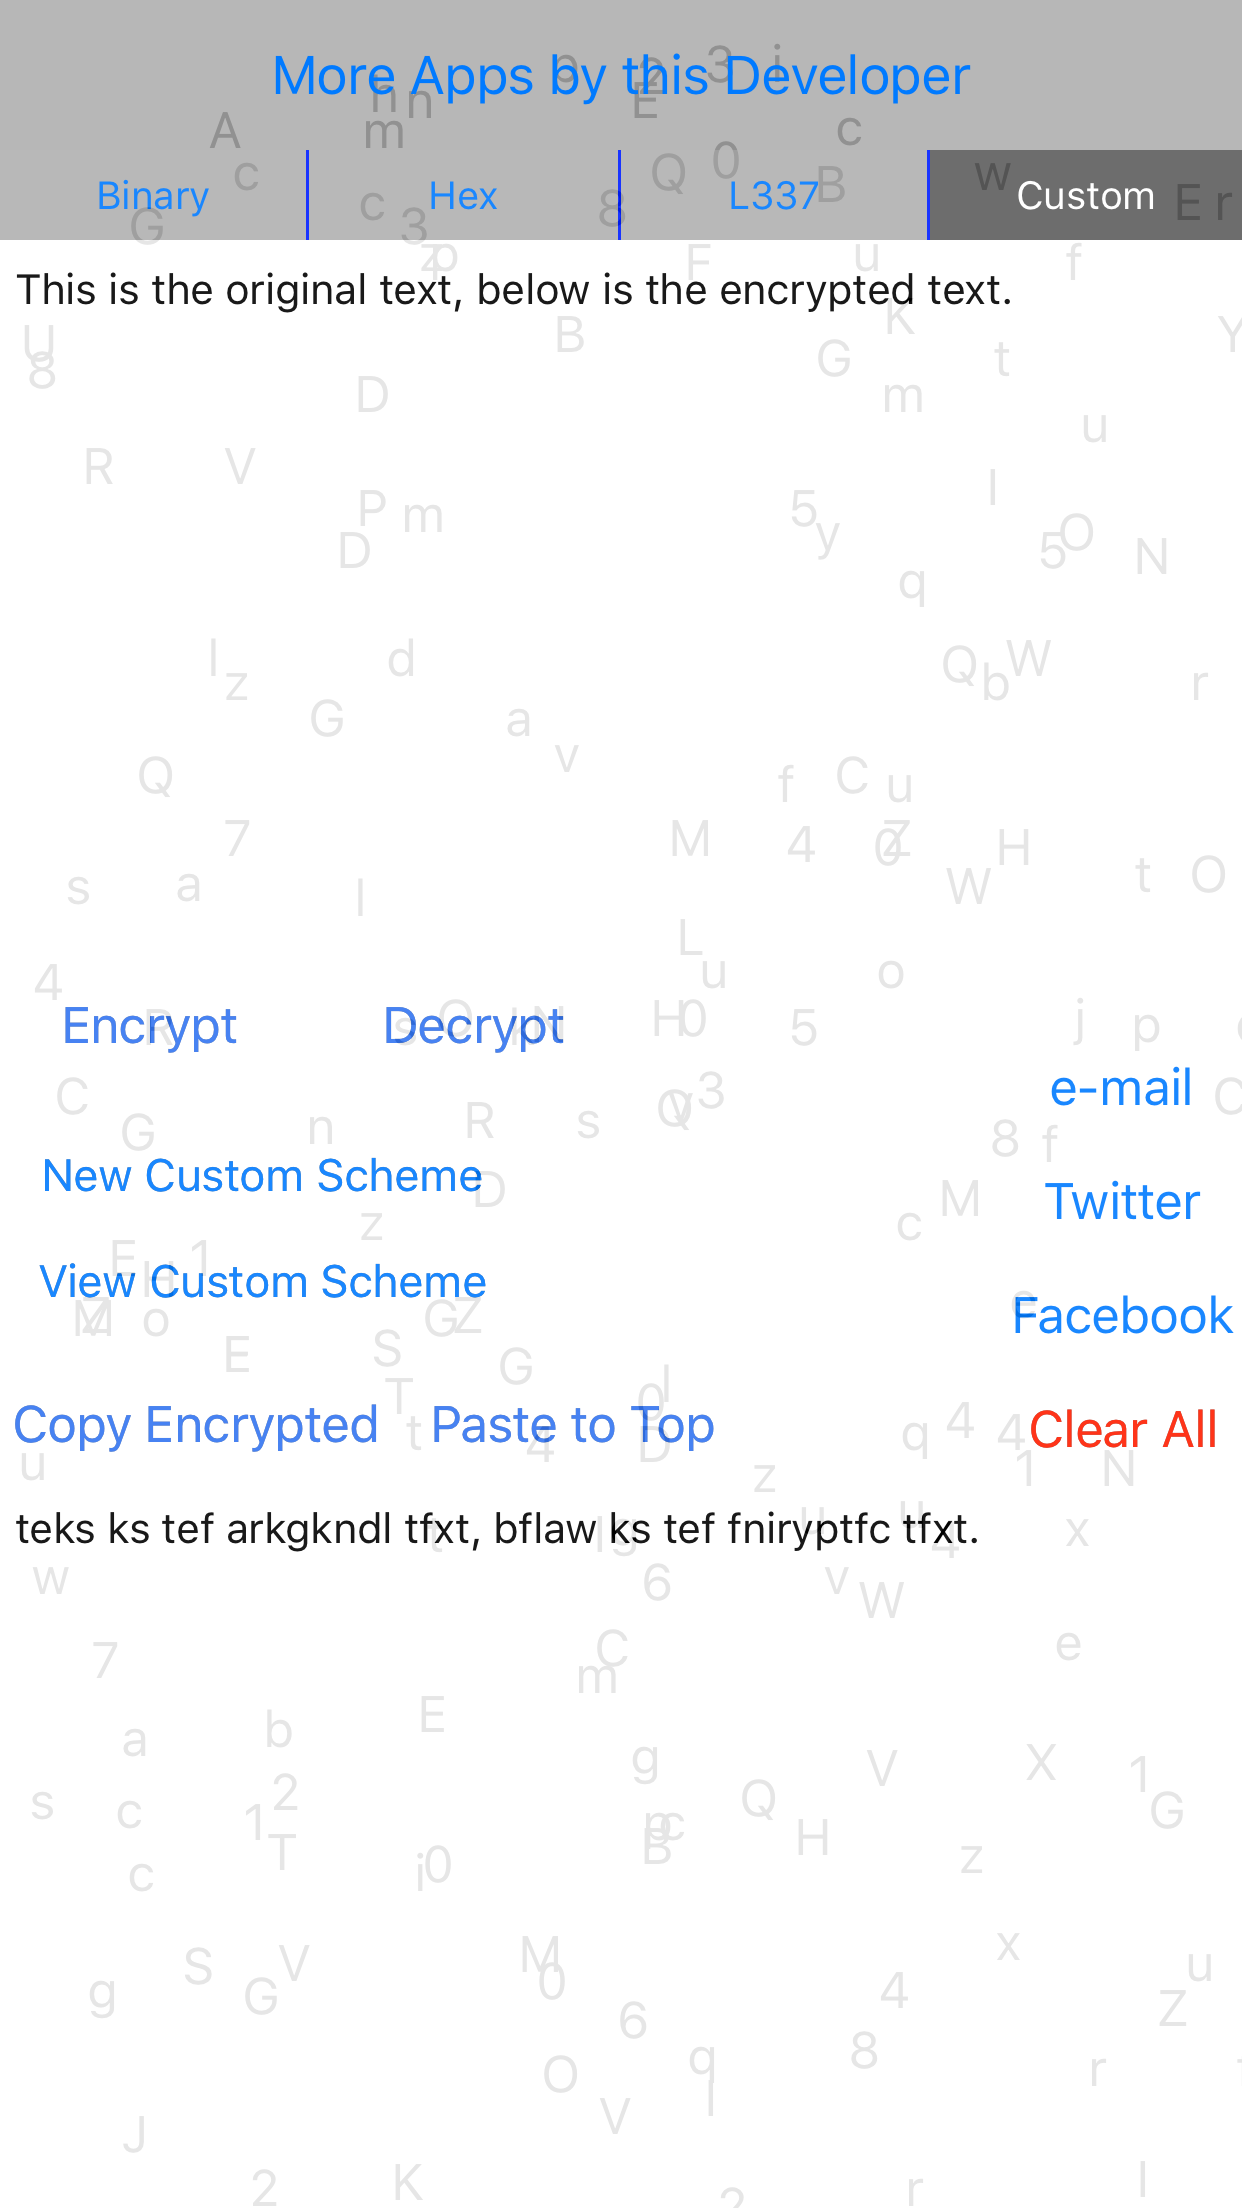 More Apps by this Developer
Binary Hex L337 Custom
This is the original text, below is the encrypted text.
Encrypt Decrypt
e-mail
New Custom Scheme
Twitter
View Custom Scheme
Facebook
Copy Encrypted Paste to Top
Clear All
teks ks tef arkgkndl tfxt, bflaw ks tef fniryptfc tfxt.